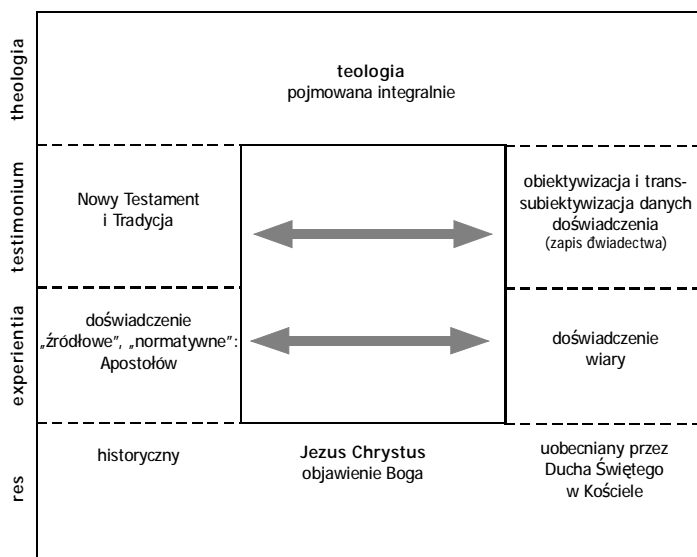 theologia
teologia
pojmowana integralnie
testimonium
Nowy Testament
i Tradycja
obiektywizacja i trans-
subiektywizacja danych
doświadczenia
(zapis đwiadectwa)
experientia
doświadczenie
„źródłowe”, „normatywne”:
Apostołów
doświadczenie
wiary
res
historyczny
Jezus Chrystus
objawienie Boga
uobecniany przez
Ducha Świętego
w Kościele